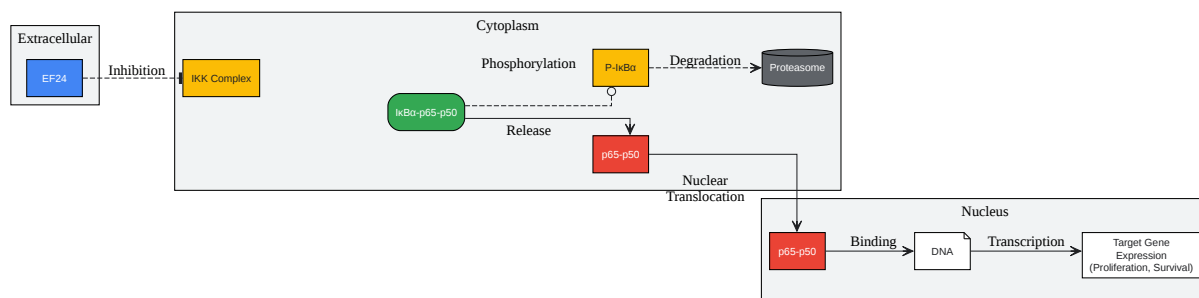 Extracellular
EF24
Inhibition
Cytoplasm
IKK Complex
Phosphorylation
P-IκBα
Degradation
Proteasome
IκBα-p65-p50
Release
p65-p50
Nuclear
Translocation
Nucleus
p65-p50
Binding
DNA
Transcription
Target Gene
Expression
(Proliferation, Survival)